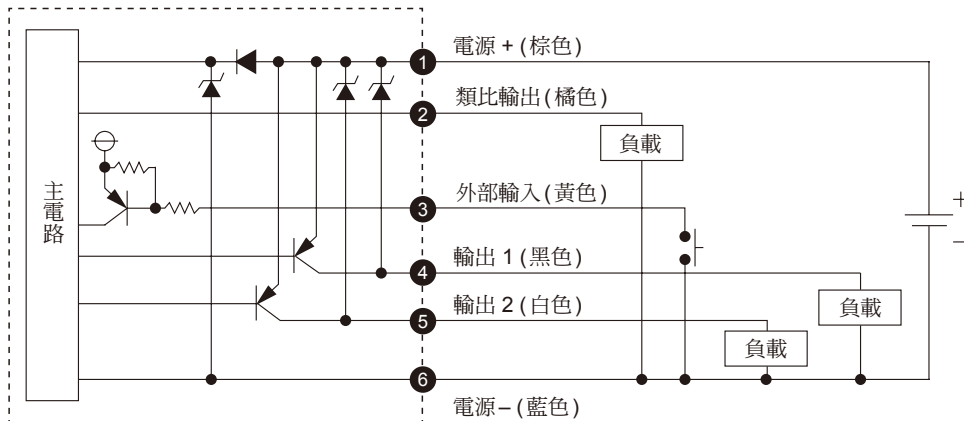 主電路
1 電源 + (棕色)
2 類比輸出 (橘色)
負載
3 外部輸入 (黃色)
+
−
4 輸出 1 (黑色)
負載
5 輸出 2 (白色)
負載
6
電源 – (藍色)